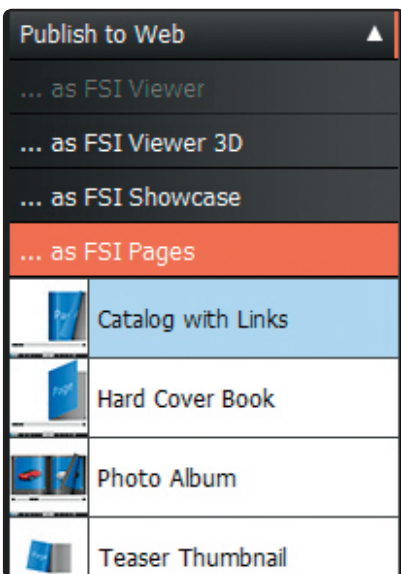 Publish to Web
... as FSI Viewer
... as FSI Viewer 3D
... as FSI Showcase
... as FSI Pages
Catalog with Links
Hard Cover Book
Photo Album
Teaser Thumbnail